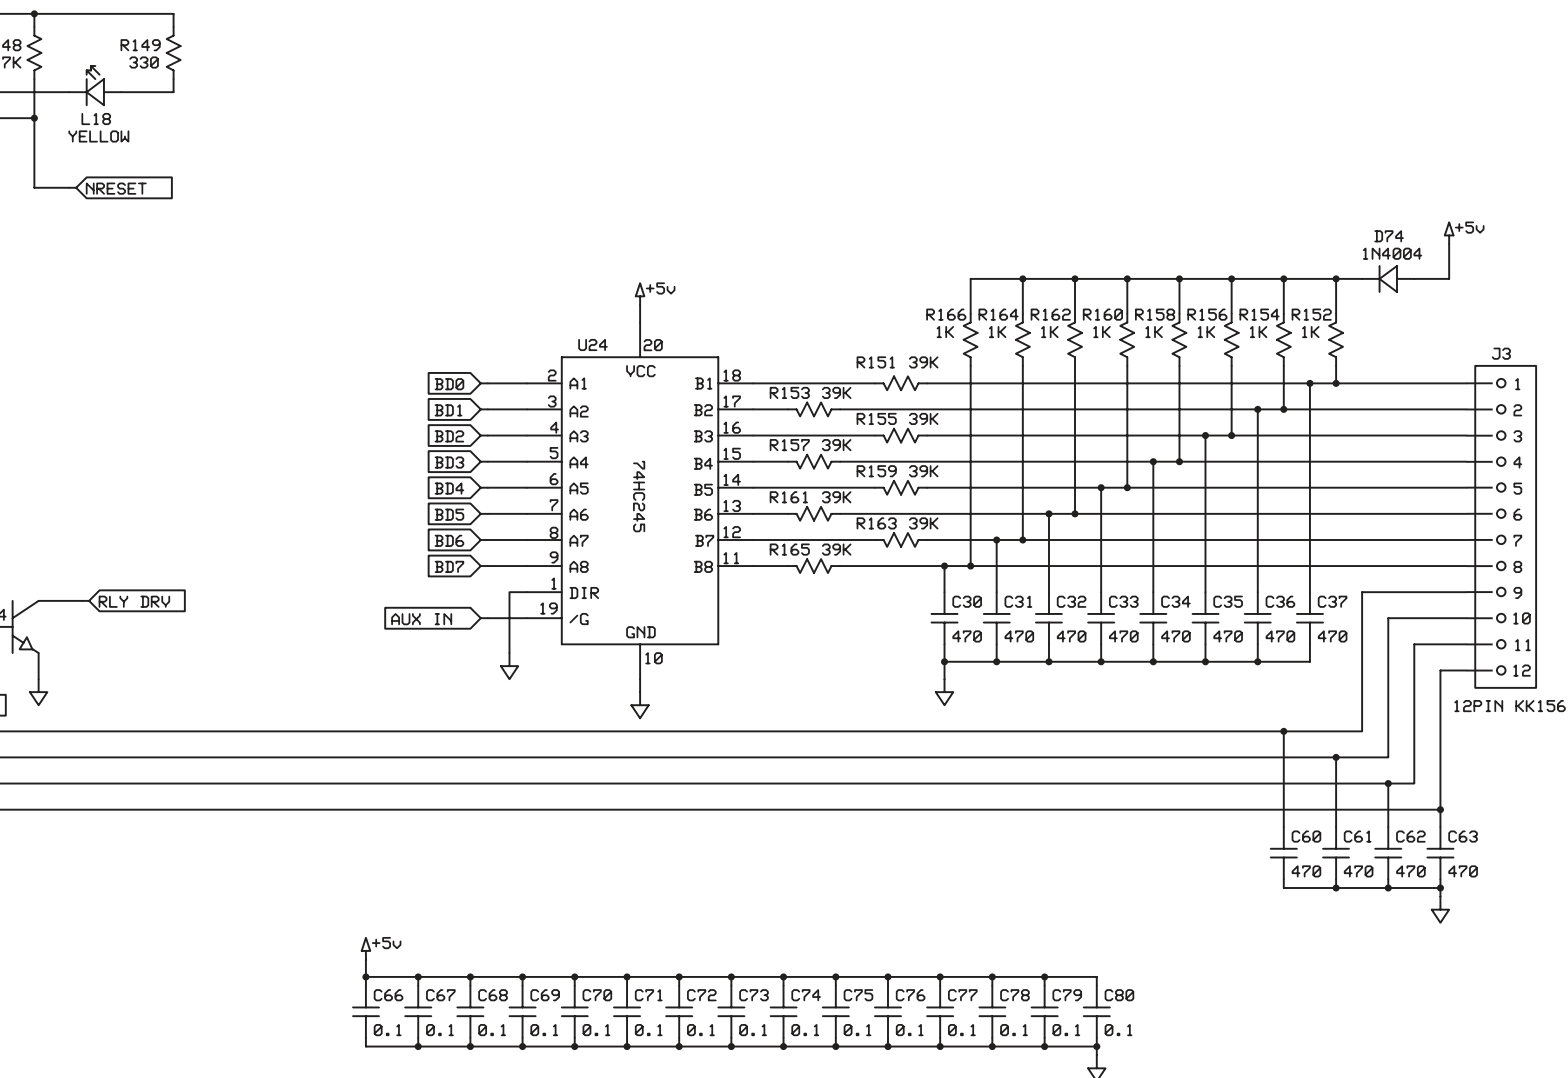 48
7K
R149
330
L18
YELLOW
NRESET
D74
1N4004
+5v
+5v
R166 R164 R162 R160 R158 R156 R154 R152
1K 1K 1K 1K 1K 1K 1K 1K
U24
20
VCC
J3
R151 39K
R153 39K
R155 39K
R157 39K
R159 39K
R161 39K
R163 39K
R165 39K
BD0 2 A1 B1 18 1
BD1 3 A2 B2 17 2
BD2 4 A3 B3 16 3
BD3 5 A4 B4 15 4
BD4 6 A5 B5 14 5
BD5 7 A6 B6 13 6
BD6 8 A7 B7 12 7
BD7 9 A8 B8 11 8
74HC245
1 DIR
AUX IN 19 /G
GND
10
9
10
11
12
12PIN KK156
C30 C31 C32 C33 C34 C35 C36 C37
470 470 470 470 470 470 470 470
4
RLY DRV
C60 C61 C62 C63
470 470 470 470
+5v
C66 C67 C68 C69 C70 C71 C72 C73 C74 C75 C76 C77 C78 C79 C80
0.1 0.1 0.1 0.1 0.1 0.1 0.1 0.1 0.1 0.1 0.1 0.1 0.1 0.1 0.1